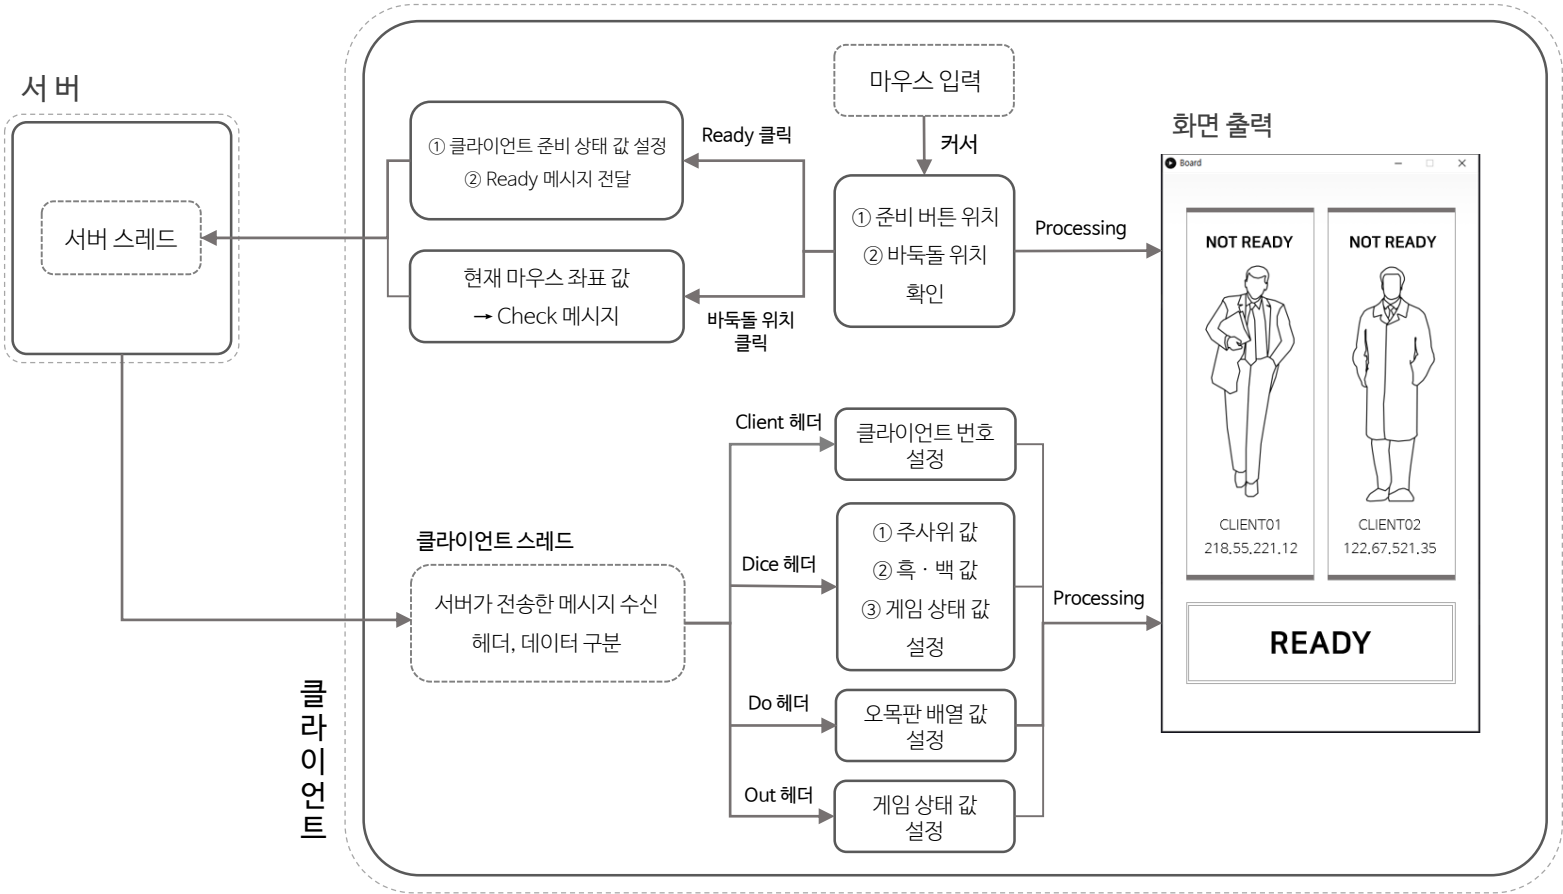 서 버
서버 스레드
마우스 입력
커서
① 클라이언트 준비 상태 값 설정
② Ready 메시지 전달
Ready 클릭
현재 마우스 좌표 값
→ Check 메시지
바둑돌 위치
클릭
① 준비 버튼 위치
② 바둑돌 위치
확인
Processing
화면 출력
Board
NOT READY
NOT READY
CLIENT01
218.55.221.12
CLIENT02
122.67.521.35
READY
클라이언트 스레드
서버가 전송한 메시지 수신
헤더, 데이터 구분
Client 헤더
클라이언트 번호
설정
Dice 헤더
① 주사위 값
② 흑 · 백 값
③ 게임 상태 값
설정
Do 헤더
오목판 배열 값
설정
Out 헤더
게임 상태 값
설정
Processing
클
라
이
언
트